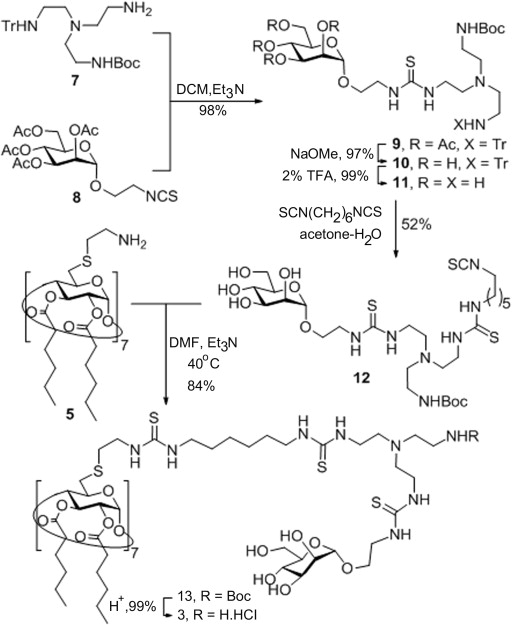 NH₂
TrHN
N
NHBoc
7
DCM,Et₃N
98%
AcO
OAc
AcO
AcO
O
O
NCS
8
RO
OR
RO
RO
O
O
N
H
S
N
H
N
NHBoc
XHN
9, R = Ac, X = Tr
NaOMe, 97%
10, R = H, X = Tr
2% TFA, 99%
11, R = X = H
SCN(CH₂)₆NCS
acetone-H₂O
52%
NH₂
S
O
O
O
O
O
O
7
5
DMF, Et₃N
40°C
84%
HO
OH
HO
HO
O
O
N
H
S
N
H
N
NHBoc
12
SCN
5
HN
HN
S
S
H
N
N
H
H
N
S
N
H
N
NHR
S
O
O
O
O
O
O
7
S
NH
NH
HO
OH
HO
HO
O
O
H⁺,99%
13, R = Boc
3, R = H.HCl